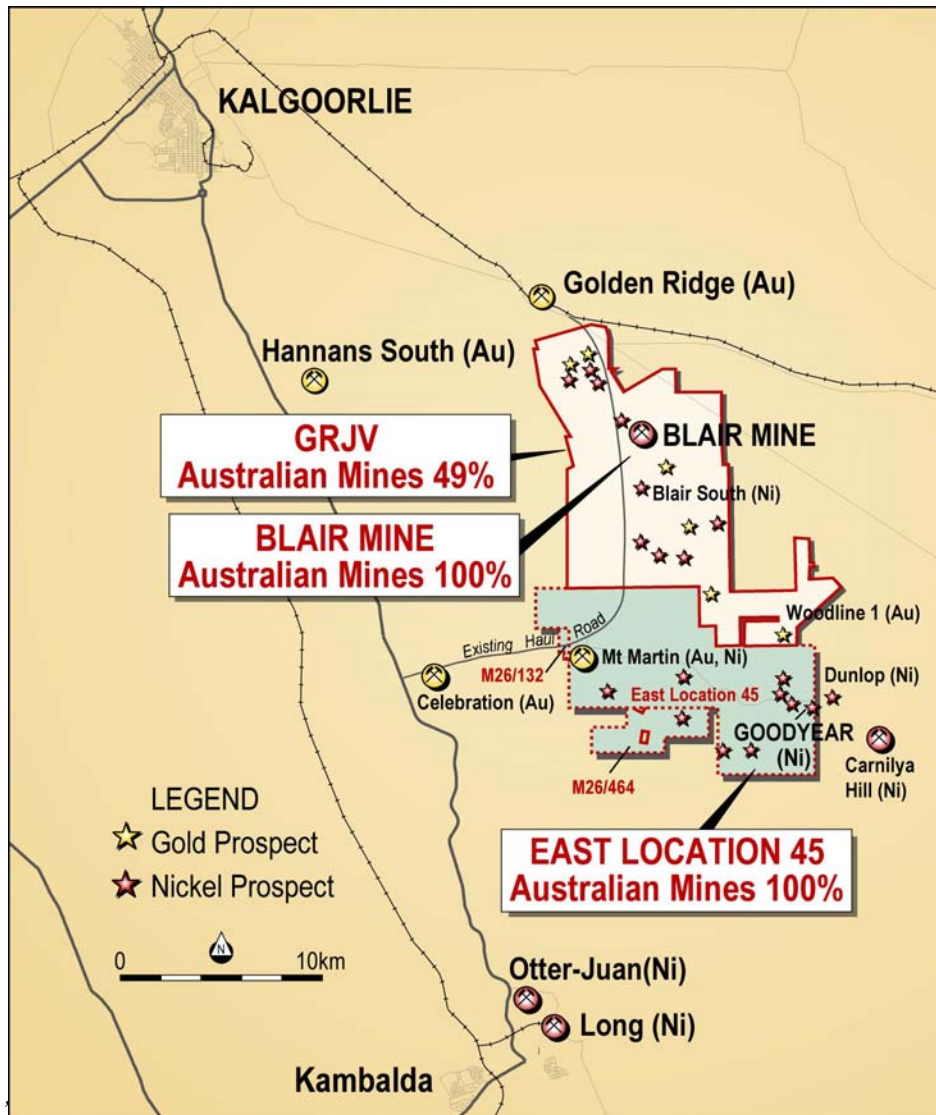 KALGOORLIE
Golden Ridge (Au)
Hannans South (Au)
GRJV
Australian Mines 49%
BLAIR MINE
Blair South (Ni)
BLAIR MINE
Australian Mines 100%
Woodline 1 (Au)
Existing Haul Road
Mt Martin (Au, Ni)
M26/132
Dunlop (Ni)
Celebration (Au)
East Location 45
GOODYEAR
(Ni)
Carnilya
Hill (Ni)
M26/464
LEGEND
Gold Prospect
Nickel Prospect
EAST LOCATION 45
Australian Mines 100%
N
0 10km
Otter-Juan(Ni)
Long (Ni)
Kambalda
,